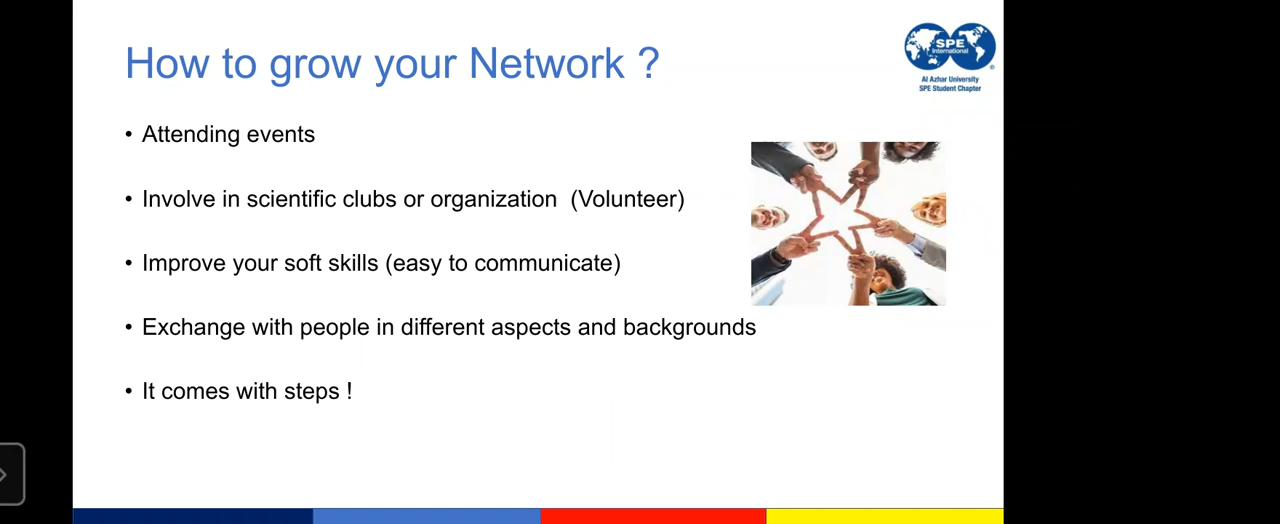 How to grow your Network ?
SPE
International
®
Al Azhar University
SPE Student Chapter
• Attending events
• Involve in scientific clubs or organization (Volunteer)
• Improve your soft skills (easy to communicate)
• Exchange with people in different aspects and backgrounds
• It comes with steps !